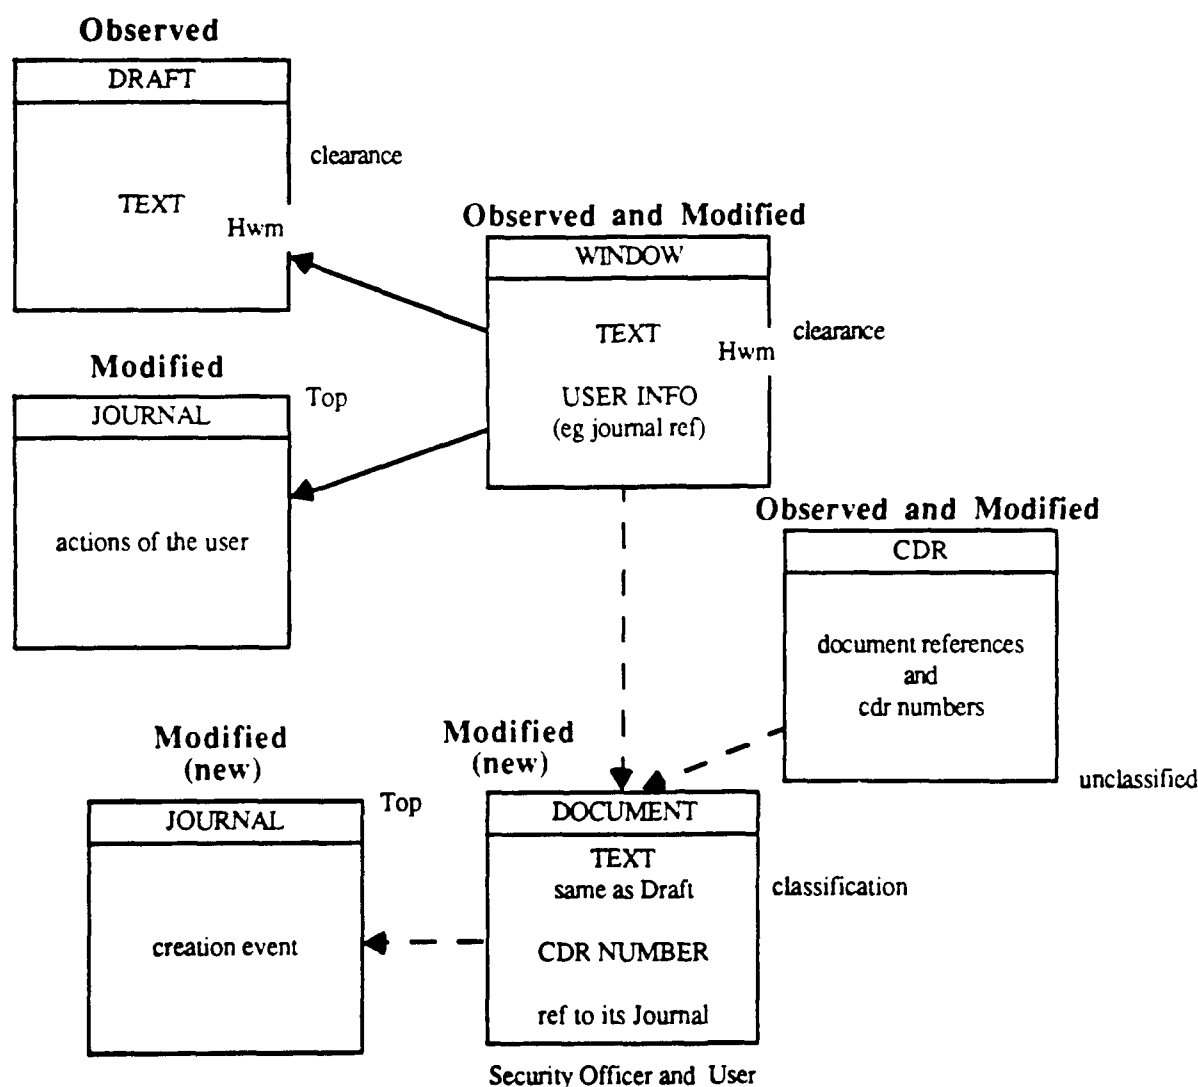 Observed
DRAFT
clearance
TEXT
Hwm
Observed and Modified
WINDOW
TEXT
clearance
Hwm
USER INFO
(eg journal ref)
Modified
Top
JOURNAL
actions of the user
Observed and Modified
CDR
document references
and
cdr numbers
unclassified
Modified
(new)
Top
JOURNAL
creation event
Modified
(new)
DOCUMENT
TEXT
same as Draft
classification
CDR NUMBER
ref to its Journal
Security Officer and User